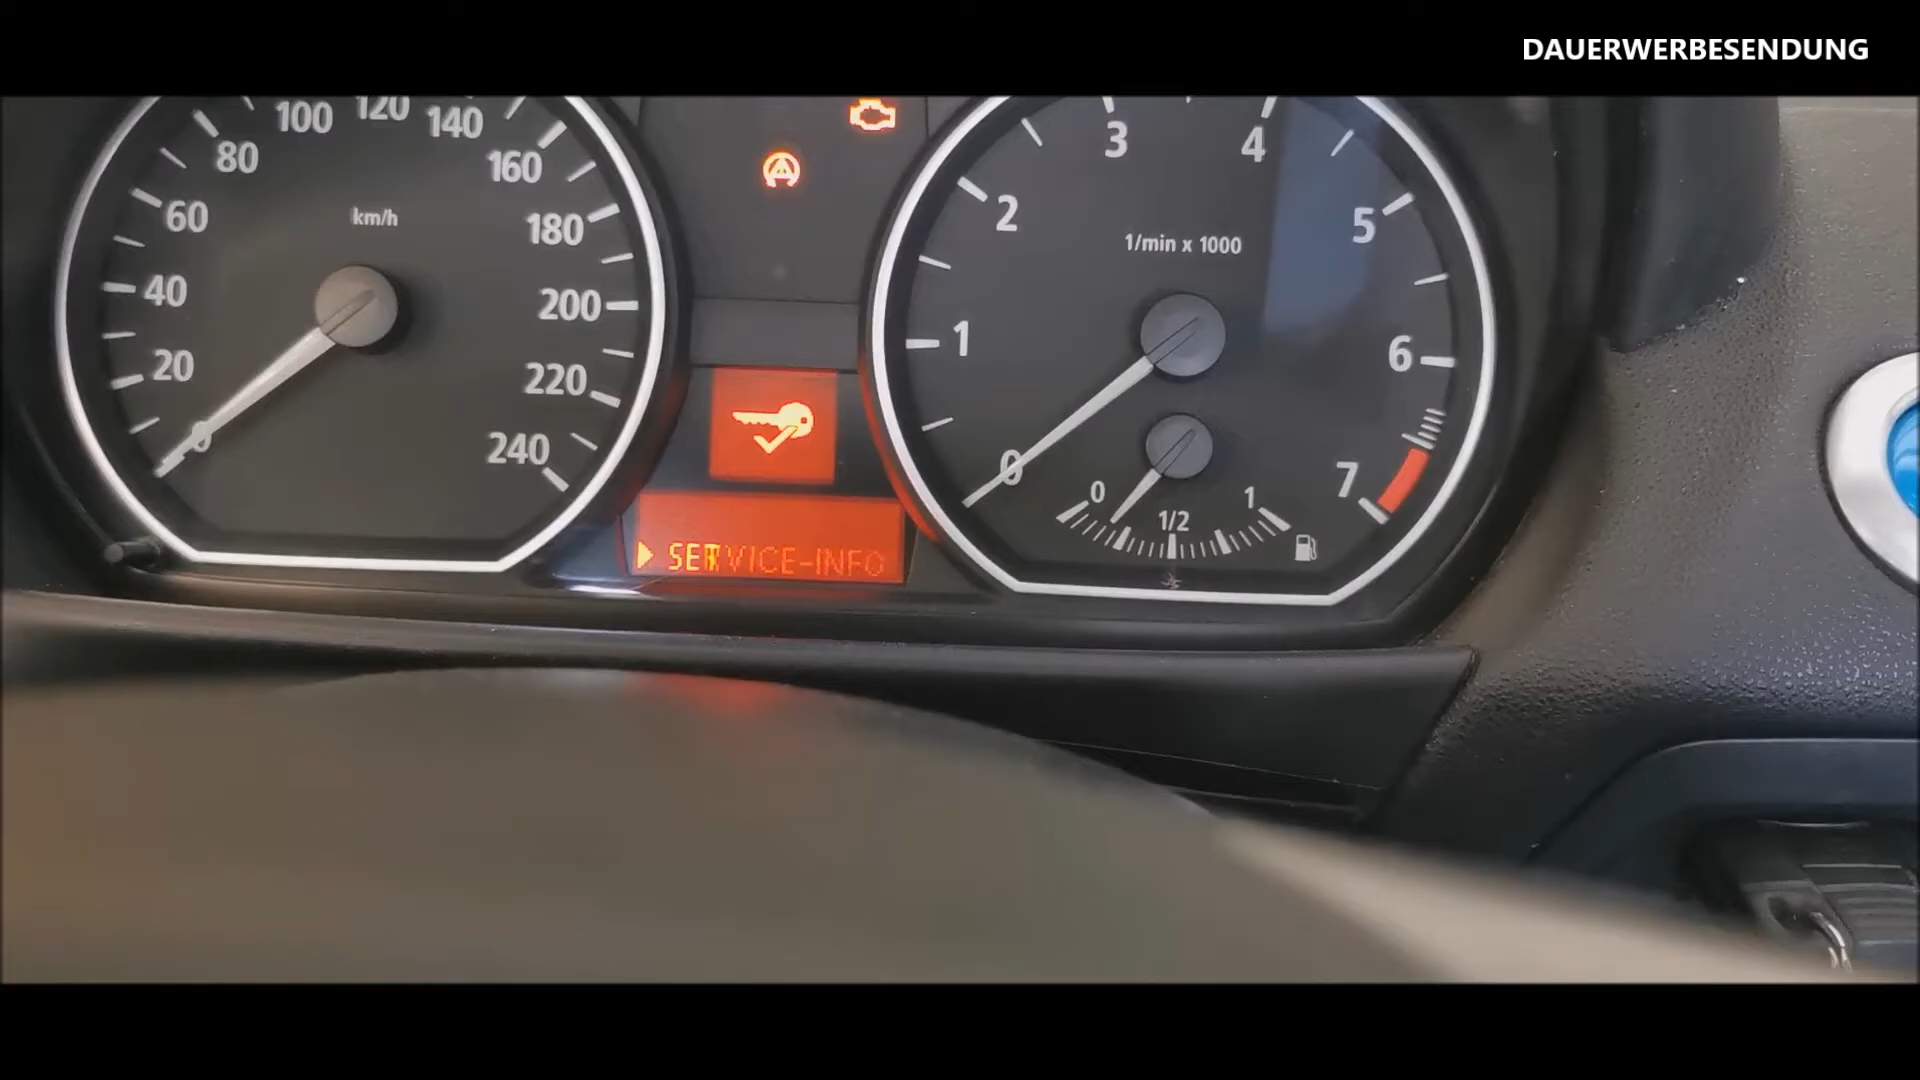 DAUERWERBESENDUNG
100 120 140
80 160
60 km/h 180
40 200
20 220
0 240
3 4
2 5
1/min x 1000
1 6
0 7
0 1/2 1
SERVICE-INFO